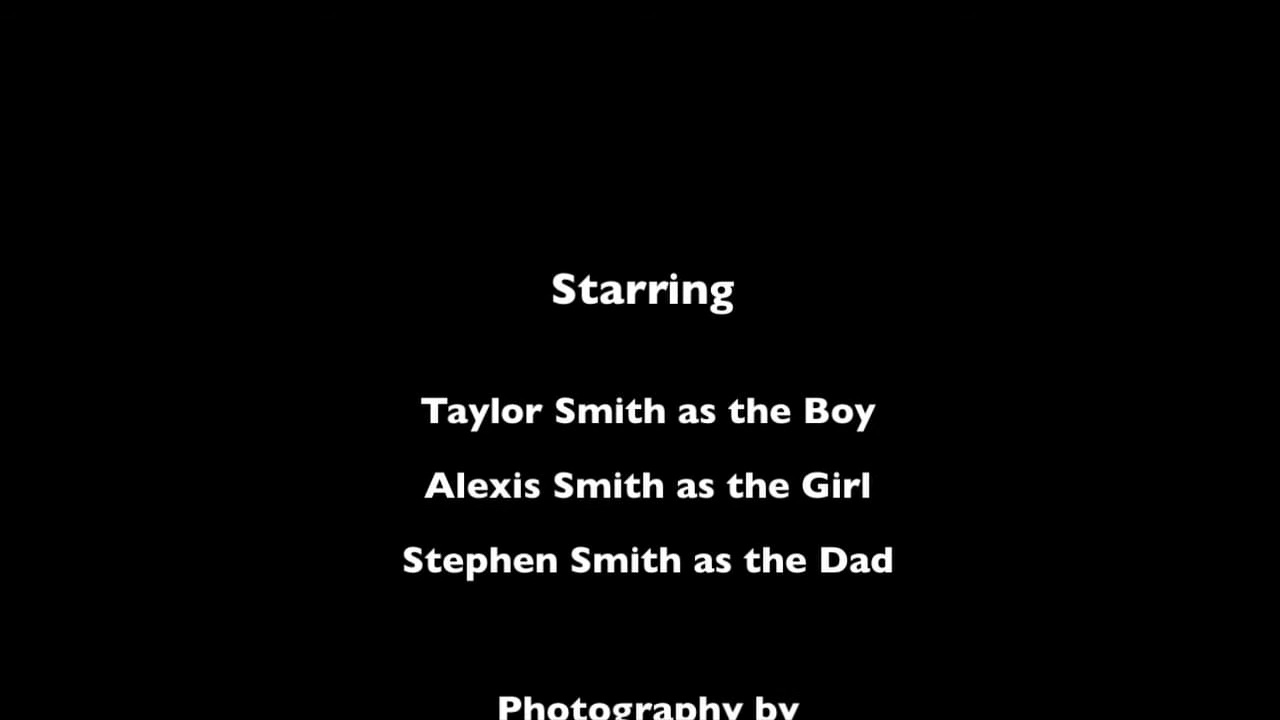 Starring
Taylor Smith as the Boy
Alexis Smith as the Girl
Stephen Smith as the Dad
Photography by